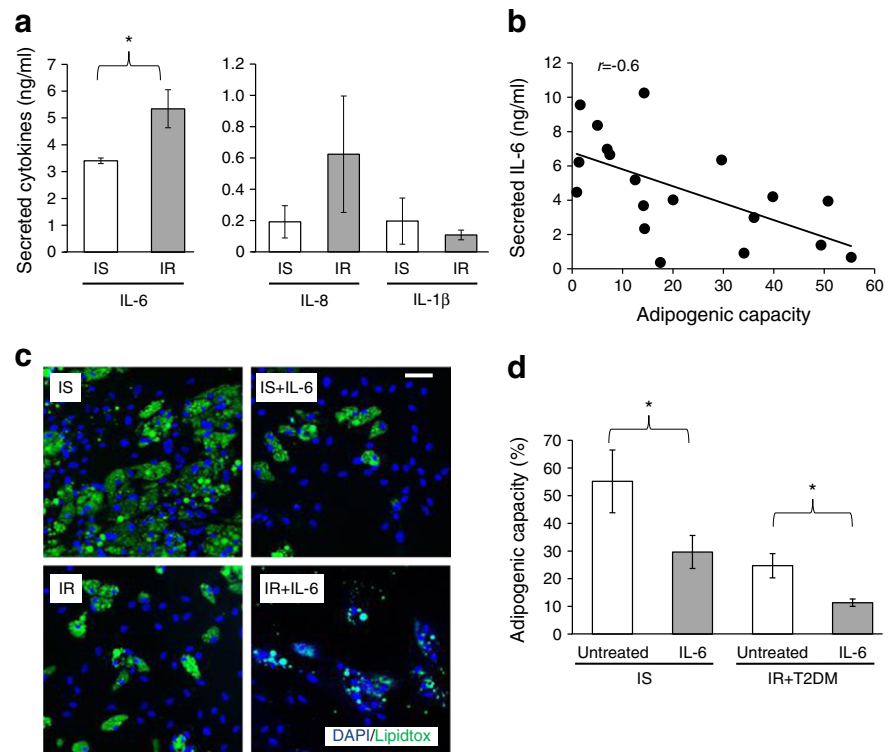 a
*
Secreted cytokines (ng/ml)
7
6
5
4
3
2
1
0
IS
IR
IL-6
1.2
1.0
0.8
0.6
0.4
0.2
0
IS
IR
IS
IR
IL-8
IL-1β
b
r=-0.6
Secreted IL-6 (ng/ml)
12
10
8
6
4
2
0
0 10 20 30 40 50 60
Adipogenic capacity
c
IS
IS+IL-6
IR
IR+IL-6
DAPI/Lipidtox
d
*
*
Adipogenic capacity (%)
70
60
50
40
30
20
10
0
Untreated
IL-6
Untreated
IL-6
IS
IR+T2DM